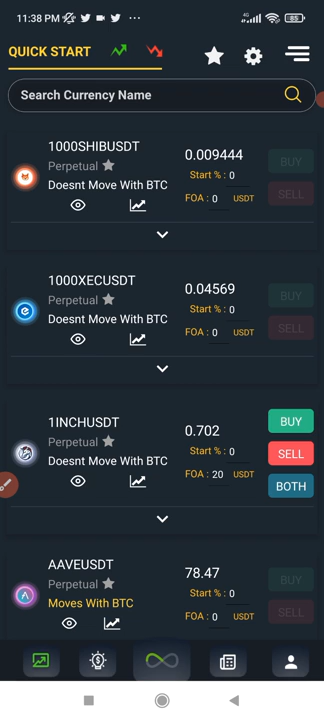 11:38 PM
4G
85
QUICK START
Search Currency Name
1000SHIBUSDT
Perpetual
Doesnt Move With BTC
0.009444
Start % : 0
FOA : 0 USDT
BUY
SELL
1000XECUSDT
Perpetual
Doesnt Move With BTC
0.04569
Start % : 0
FOA : 0 USDT
BUY
SELL
1INCHUSDT
Perpetual
Doesnt Move With BTC
0.702
Start % : 0
FOA : 20 USDT
BUY
SELL
BOTH
AAVEUSDT
Perpetual
Moves With BTC
78.47
Start % : 0
FOA : 0 USDT
BUY
SELL